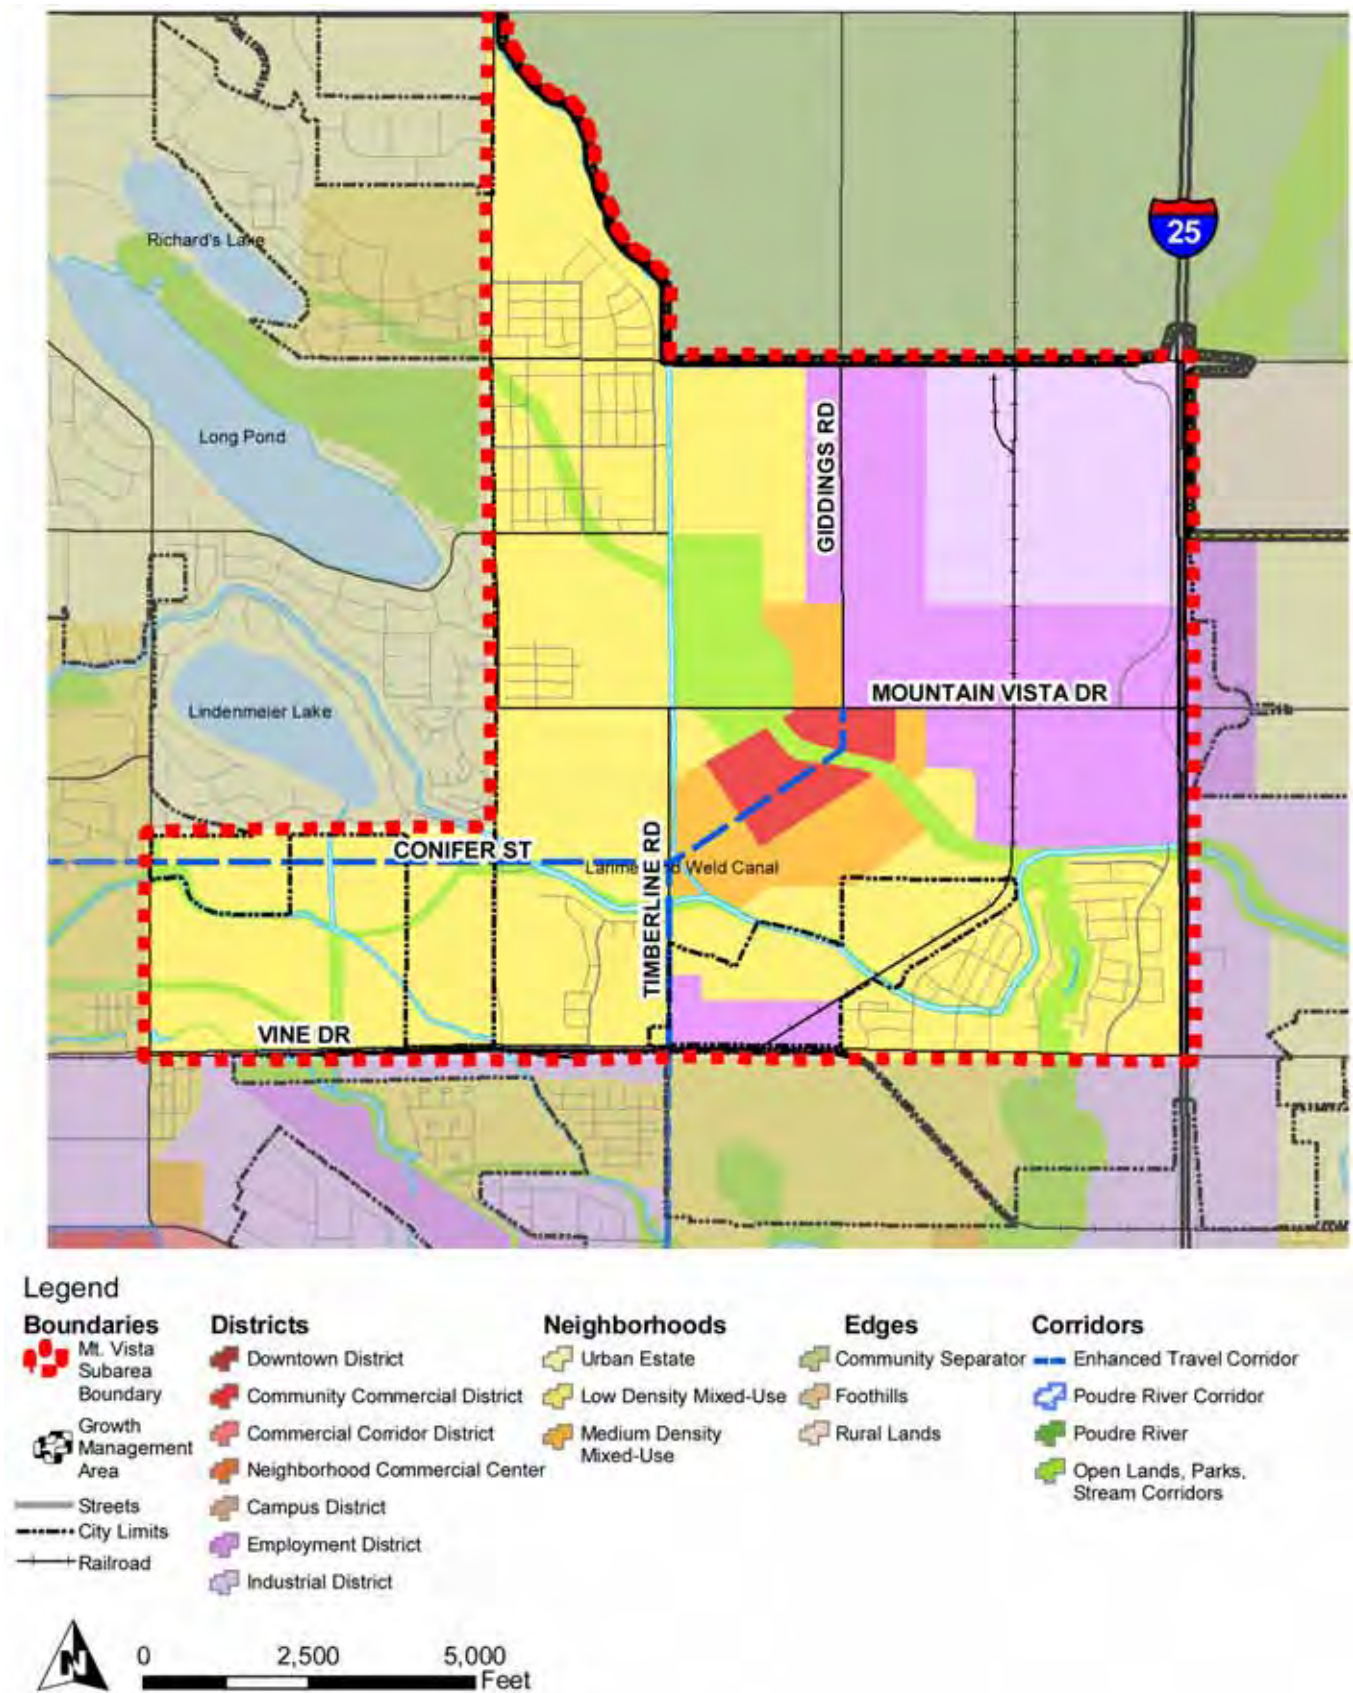 25
Richard's Lake
Long Pond
GIDDINGS RD
MOUNTAIN VISTA DR
Lindenmeier Lake
CONIFER ST
TIMBERLINE RD
Weld Canal
VINE DR
Legend
Boundaries
Mt. Vista
Subarea
Boundary
Growth
Management
Area
Streets
City Limits
Railroad
Districts
Downtown District
Community Commercial District
Commercial Corridor District
Neighborhood Commercial Center
Campus District
Employment District
Industrial District
Neighborhoods
Urban Estate
Low Density Mixed-Use
Medium Density
Mixed-Use
Edges
Community Separator
Foothills
Rural Lands
Corridors
Enhanced Travel Corridor
Poudre River Corridor
Poudre River
Open Lands, Parks,
Stream Corridors
N
0 2,500 5,000
Feet